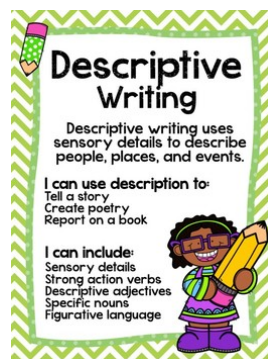 Descriptive
Writing
Descriptive writing uses
sensory details to describe
people, places, and events.
I can use description to:
Tell a story
Create poetry
Report on a book
I can include:
Sensory details
Strong action verbs
Descriptive adjectives
Specific nouns
Figurative language